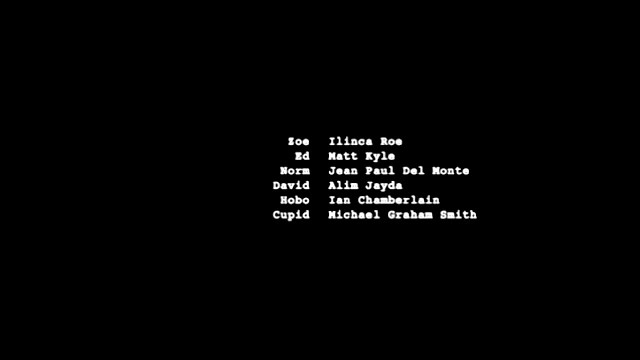 Zoe Ilinca Roe
Ed Matt Kyle
Norm Jean Paul Del Monte
David Alim Jayda
Hobo Ian Chamberlain
Cupid Michael Graham Smith